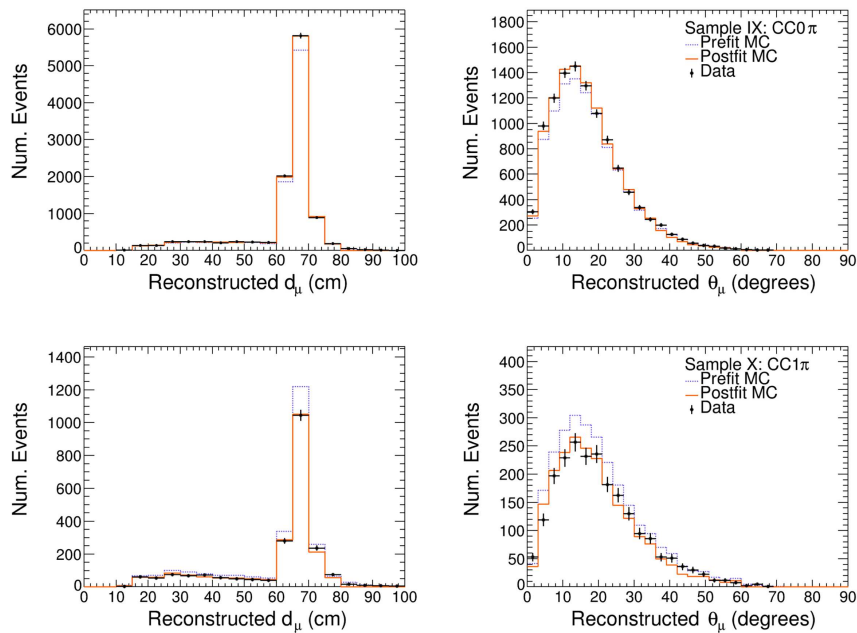 6000
5000
4000
3000
2000
1000
0
Num. Events
0 10 20 30 40 50 60 70 80 90 100
Reconstructed dμ (cm)
1800
1600
1400
1200
1000
800
600
400
200
0
Num. Events
Sample IX: CC0π
Prefit MC
Postfit MC
Data
0 10 20 30 40 50 60 70 80 90
Reconstructed θμ (degrees)
1400
1200
1000
800
600
400
200
0
Num. Events
0 10 20 30 40 50 60 70 80 90 100
Reconstructed dμ (cm)
400
350
300
250
200
150
100
50
0
Num. Events
Sample X: CC1π
Prefit MC
Postfit MC
Data
0 10 20 30 40 50 60 70 80 90
Reconstructed θμ (degrees)